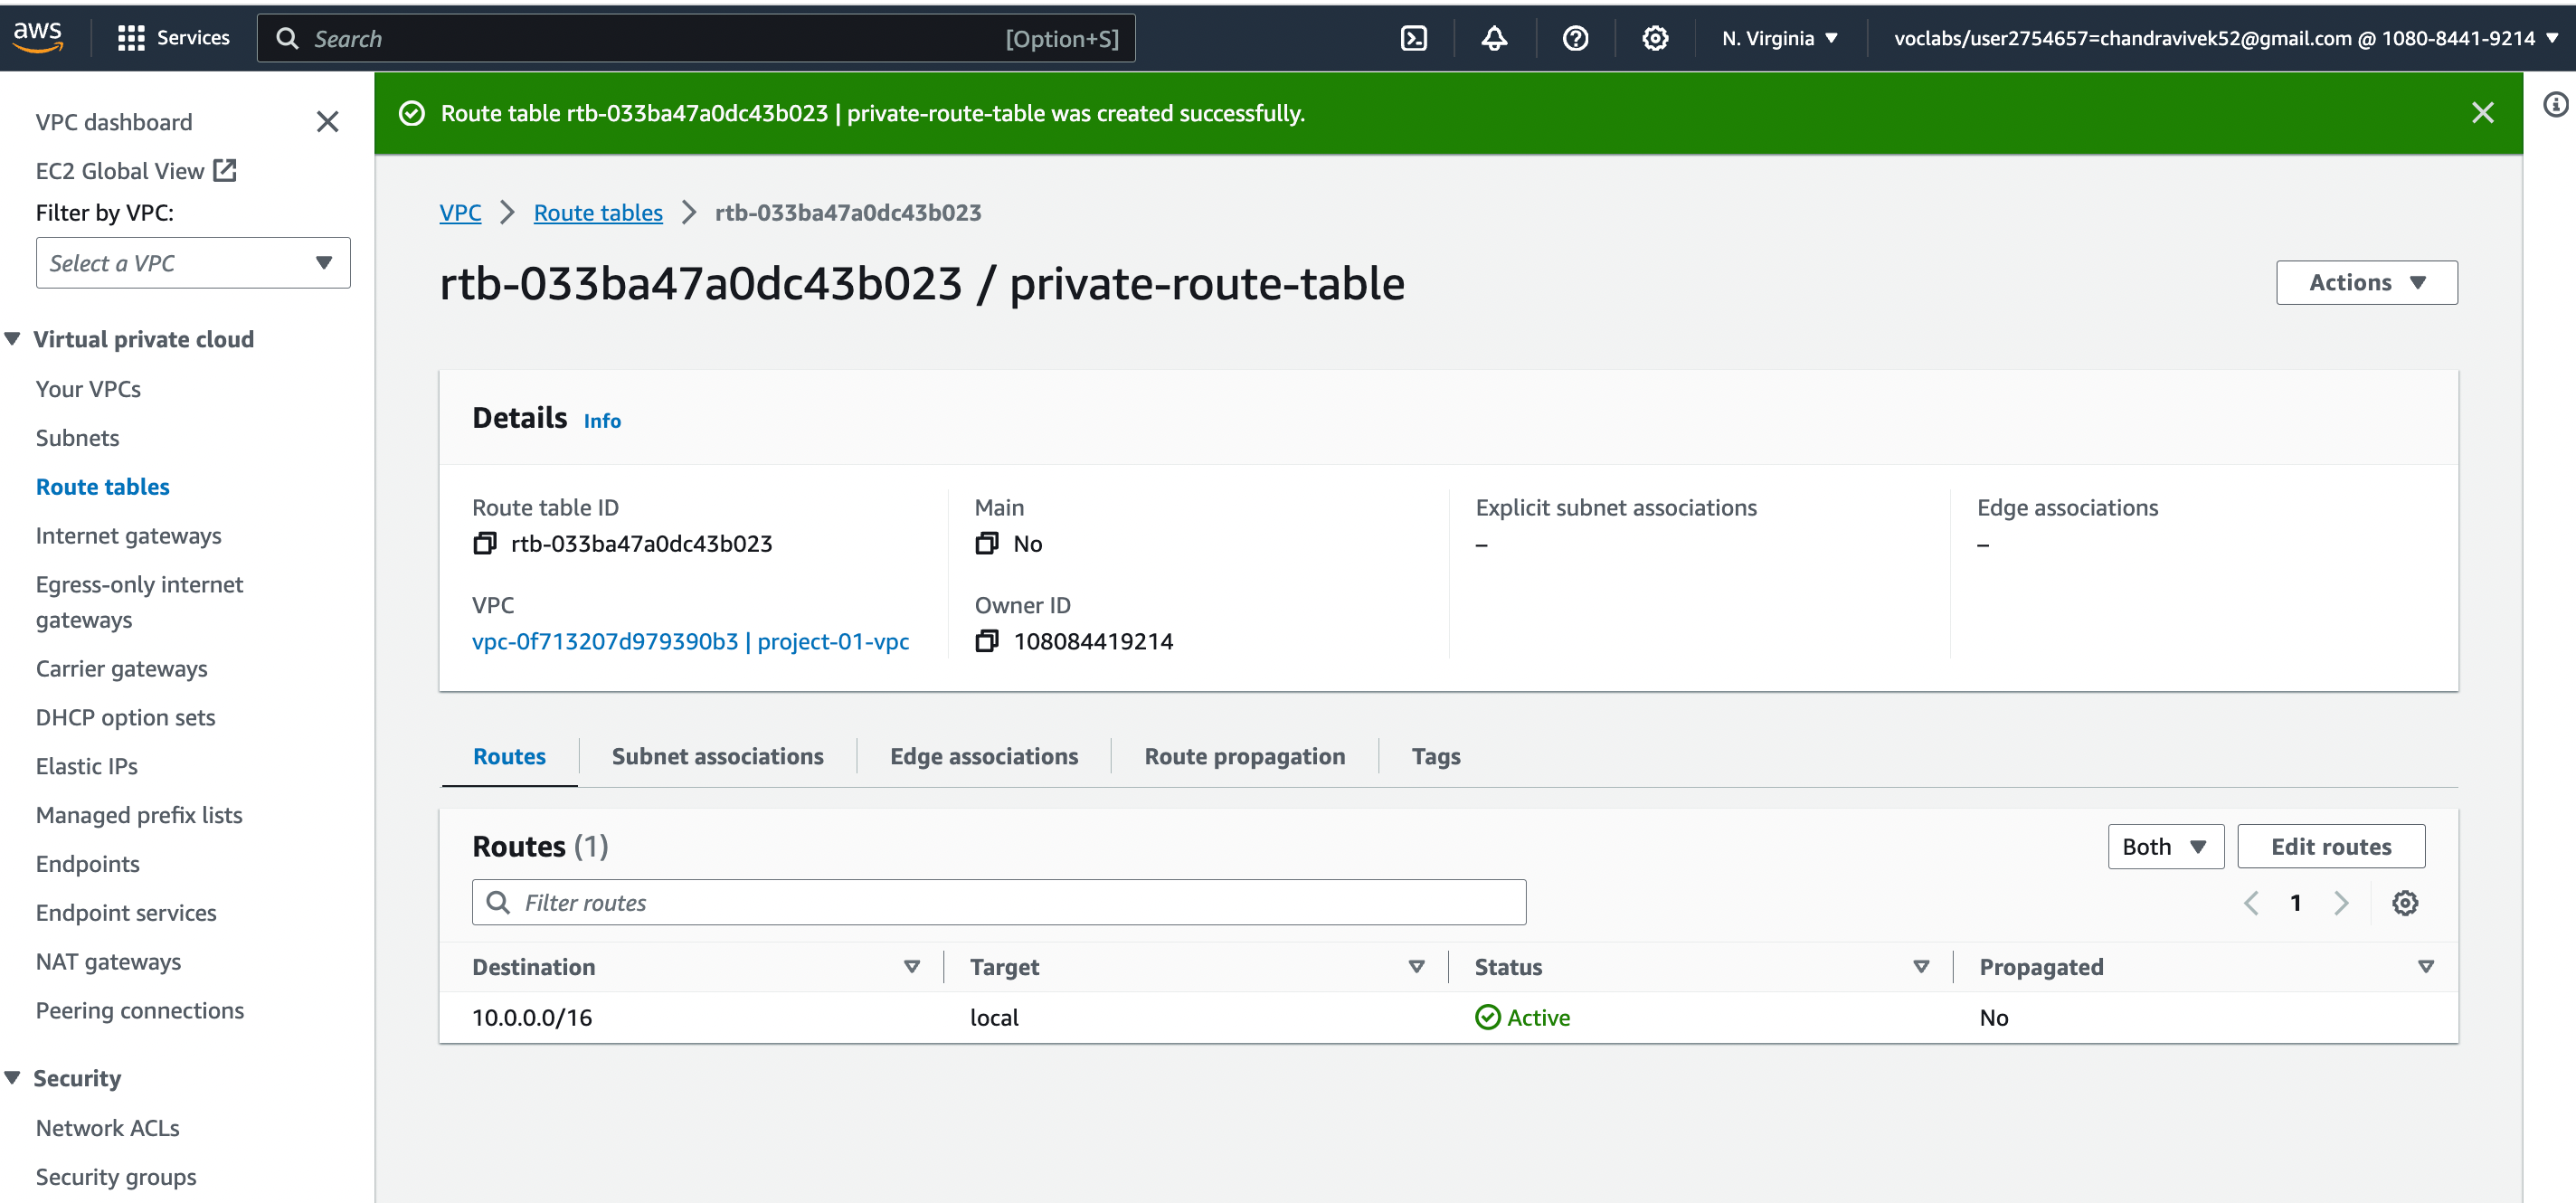 aws
Services
Search
[Option+S]
N. Virginia
voclabs/user2754657=chandravivek52@gmail.com @ 1080-8441-9214
VPC dashboard
EC2 Global View
Filter by VPC:
Select a VPC
Virtual private cloud
Your VPCs
Subnets
Route tables
Internet gateways
Egress-only internet
gateways
Carrier gateways
DHCP option sets
Elastic IPs
Managed prefix lists
Endpoints
Endpoint services
NAT gateways
Peering connections
Security
Network ACLs
Security groups
Route table rtb-033ba47a0dc43b023 | private-route-table was created successfully.
VPC
Route tables
rtb-033ba47a0dc43b023
rtb-033ba47a0dc43b023 / private-route-table
Actions
Details Info
Route table ID
rtb-033ba47a0dc43b023
Main
No
Explicit subnet associations
–
Edge associations
–
VPC
vpc-0f713207d979390b3 | project-01-vpc
Owner ID
108084419214
Routes
Subnet associations
Edge associations
Route propagation
Tags
Routes (1)
Both
Edit routes
Filter routes
1
Destination
Target
Status
Propagated
10.0.0.0/16
local
Active
No